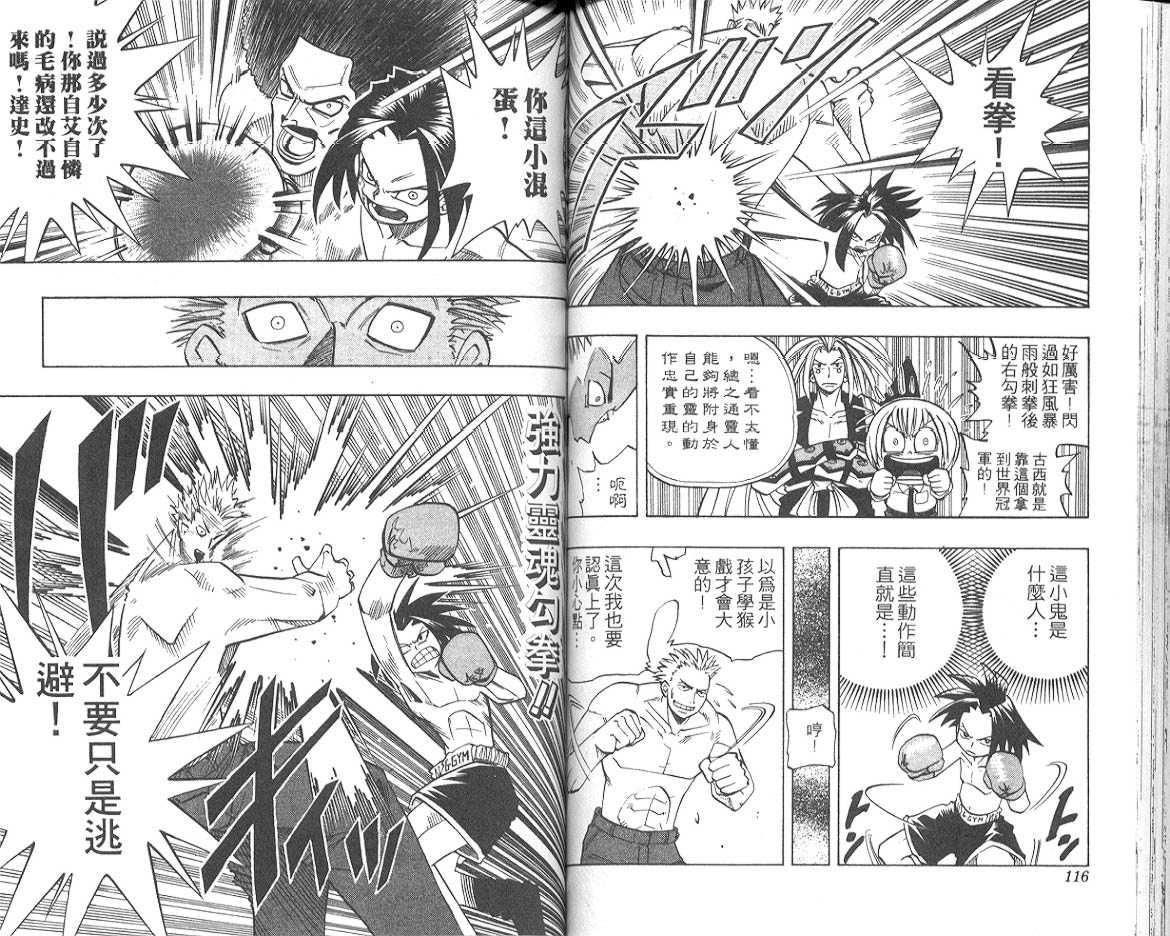 看拳！
好厲害！閃
過如狂風暴
雨般刺拳後
的右勾拳！
古西就是
靠這個拿
到世界冠
軍的！
嗯…看不太懂
，總之通靈人
能夠將附身於
自己的靈的動
作忠實重現。
呃啊
…
這小鬼是
什麼人…
這些動作簡
直就是…！
哼！
以為是小
孩子學猴
戲才會大
意的！
這次我也要
認真上了。
你小心點…
116
你這小混
蛋！
說過多少次了
！你那自艾自憐
的毛病還改不過
來嗎！達史！
強力靈魂勾拳!!
GYM
不要只是逃
避！